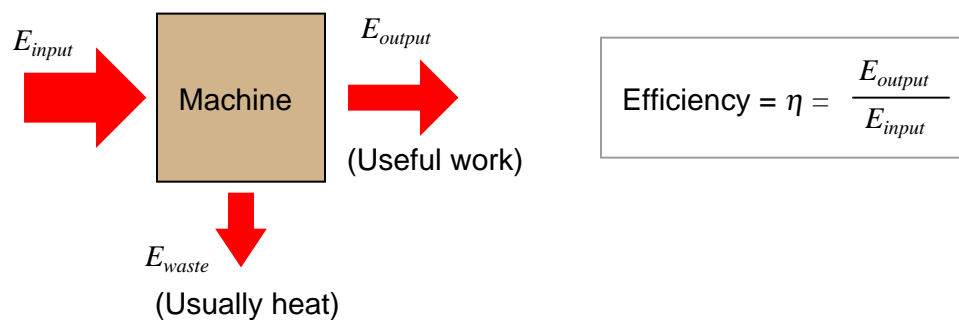 E_input
E_output
Machine
(Useful work)
E_waste
(Usually heat)
Efficiency = η = E_output / E_input